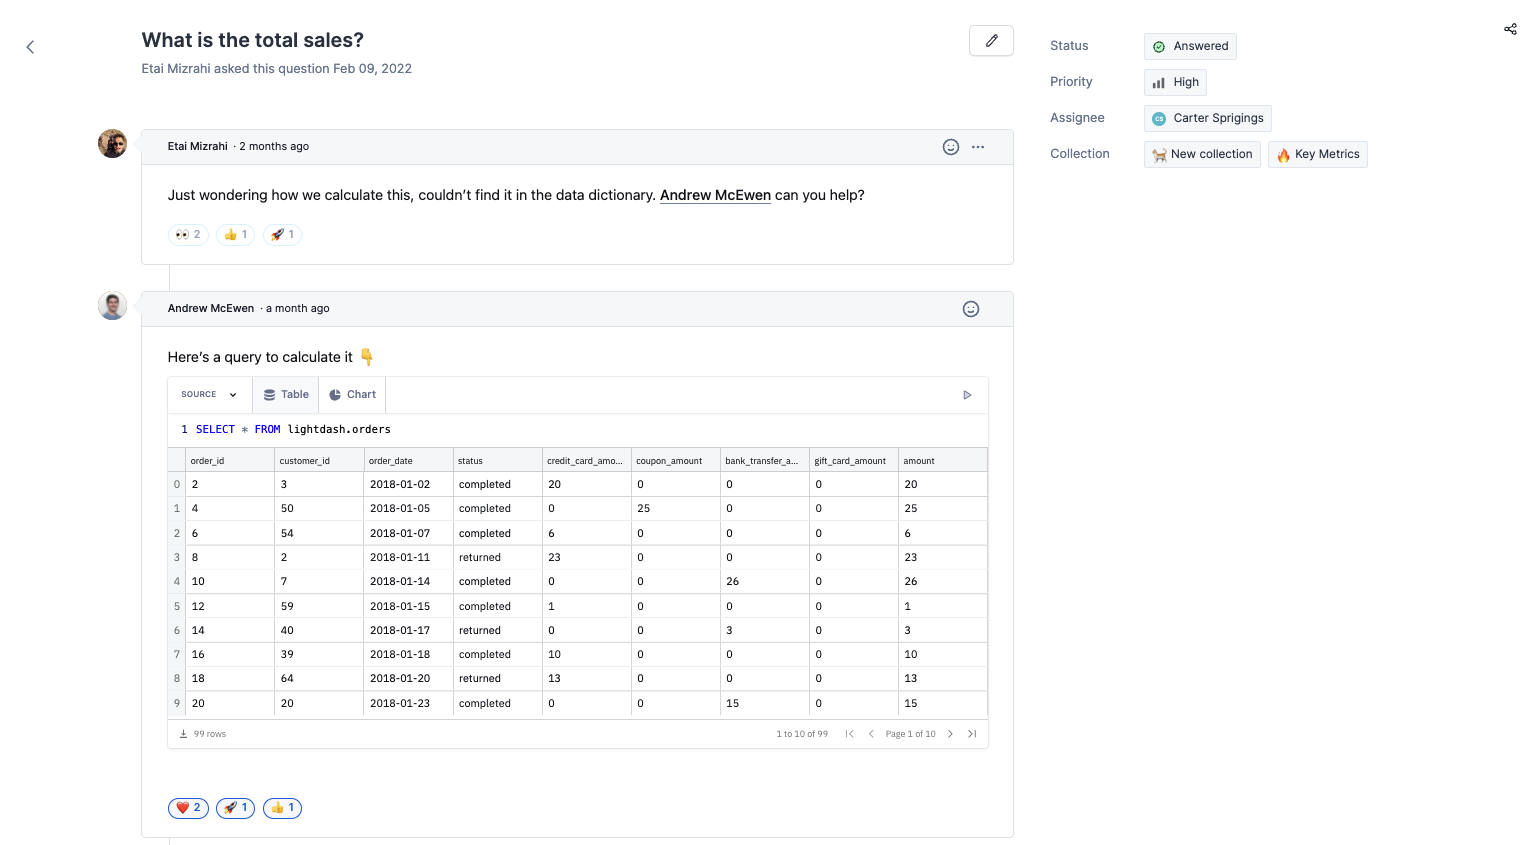 What is the total sales?
Etai Mizrahi asked this question Feb 09, 2022
Status Answered
Priority High
Assignee CS Carter Sprigings
Collection New collection Key Metrics
Etai Mizrahi · 2 months ago
Just wondering how we calculate this, couldn’t find it in the data dictionary. Andrew McEwen can you help?
👀 2 👍 1 🚀 1
Andrew McEwen · a month ago
Here’s a query to calculate it 👇
SOURCE Table Chart
1 SELECT * FROM lightdash.orders
order_id customer_id order_date status credit_card_amo... coupon_amount bank_transfer_a... gift_card_amount amount
0 2 3 2018-01-02 completed 20 0 0 0 20
1 4 50 2018-01-05 completed 0 25 0 0 25
2 6 54 2018-01-07 completed 6 0 0 0 6
3 8 2 2018-01-11 returned 23 0 0 0 23
4 10 7 2018-01-14 completed 0 0 26 0 26
5 12 59 2018-01-15 completed 1 0 0 0 1
6 14 40 2018-01-17 returned 0 0 3 0 3
7 16 39 2018-01-18 completed 10 0 0 0 10
8 18 64 2018-01-20 returned 13 0 0 0 13
9 20 20 2018-01-23 completed 0 0 15 0 15
99 rows 1 to 10 of 99 Page 1 of 10
❤️ 2 🚀 1 👍 1